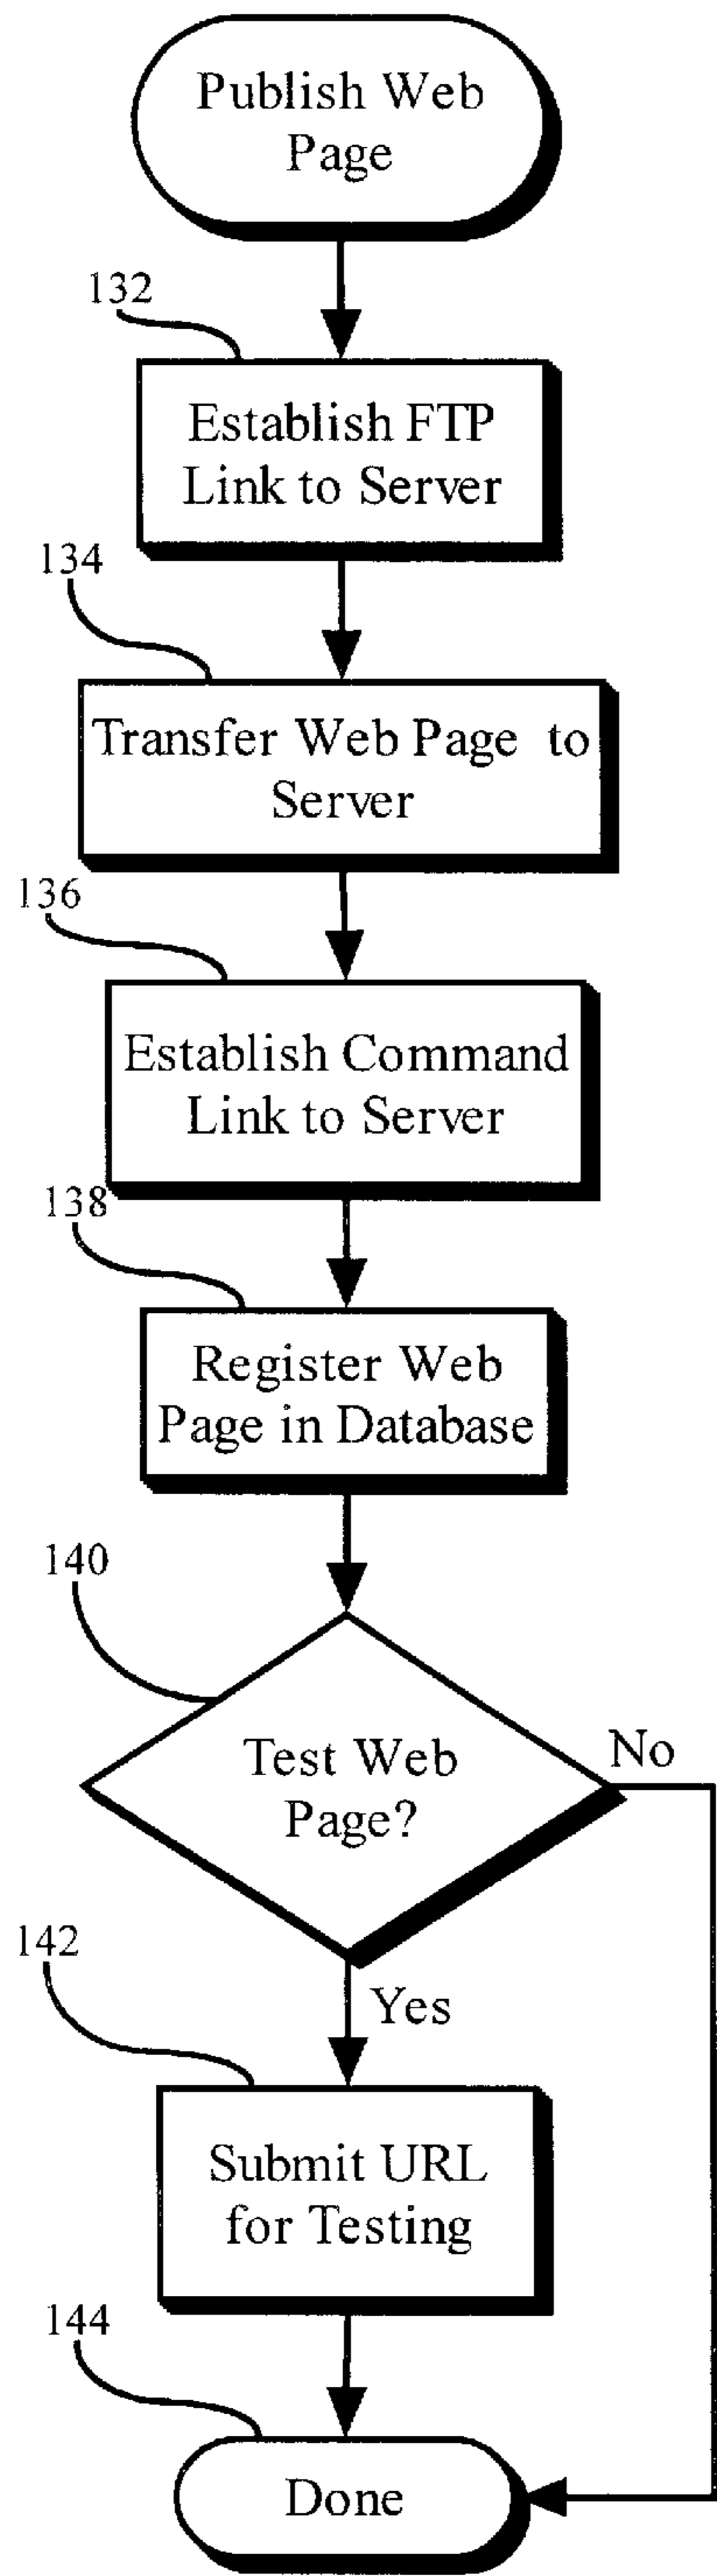 Publish Web
Page
132
Establish FTP
Link to Server
134
Transfer Web Page to
Server
136
Establish Command
Link to Server
138
Register Web
Page in Database
140
Test Web
Page?
No
142
Yes
Submit URL
for Testing
144
Done